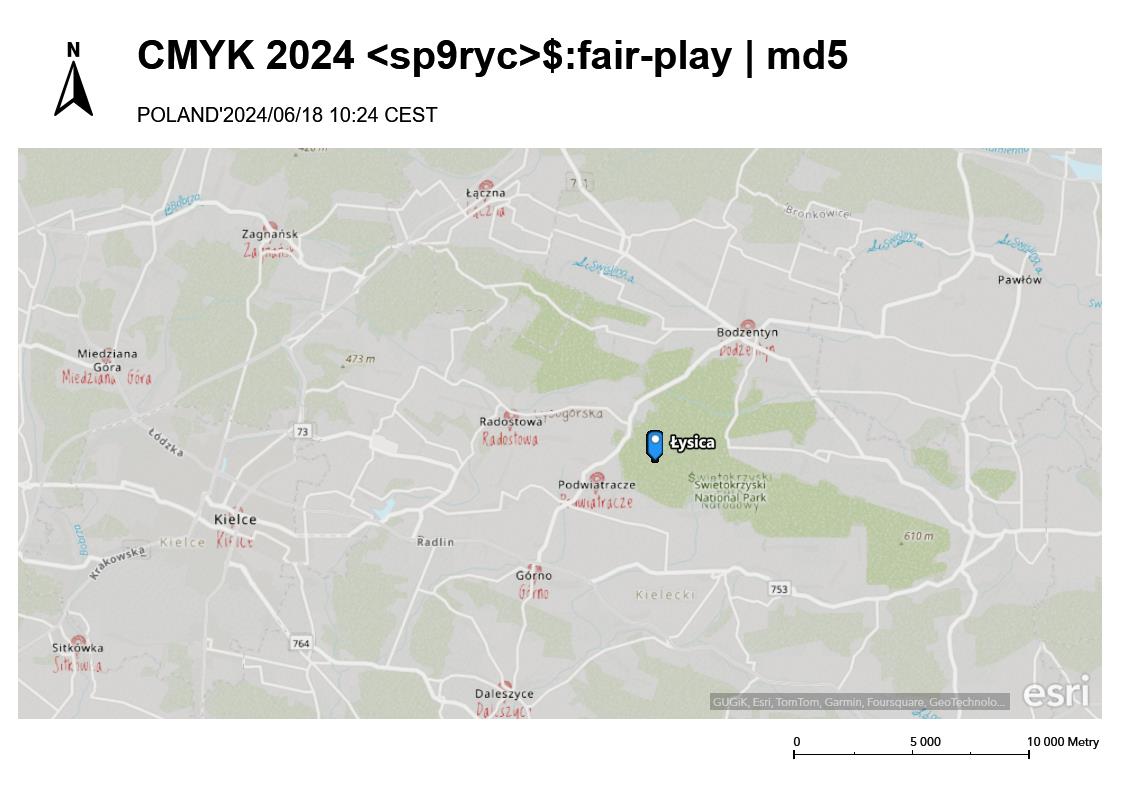 N
CMYK 2024 <sp9ryc>$:fair-play | md5
POLAND'2024/06/18 10:24 CEST
Łączna
Łączna
Bobrza
Bronkowice
Zagnańsk
Zagnańsk
Świślina
Pawłów
Bodzentyn
Bodzentyn
Miedziana
Góra
Miedziana Góra
473 m
Radostowa
Radostowa
73
Łódzka
Łysica
Podwiatracze
Podwiatracze
Świętokrzyski
Świętokrzyski
National Park
Narodowy
Kielce
Kielce
Kielce
Bobrza
Krakowska
Radlin
610 m
Górno
Górno
Kielecki
753
764
Sitkówka
Sitkówka
Daleszyce
Daleszyce
GUGiK, Esri, TomTom, Garmin, Foursquare, GeoTechnolo...
esri
0 5 000 10 000 Metry